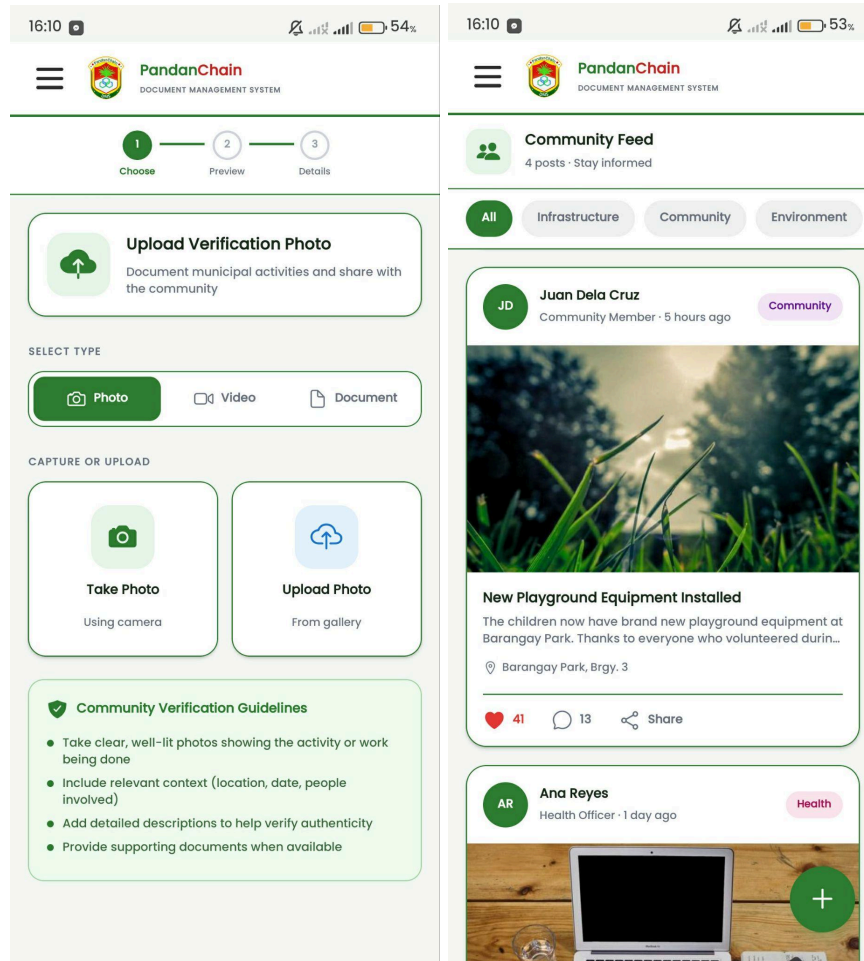 16:10
54%
PandanChain
DOCUMENT MANAGEMENT SYSTEM
1
2
3
Choose
Preview
Details
Upload Verification Photo
Document municipal activities and share with
the community
SELECT TYPE
Photo
Video
Document
CAPTURE OR UPLOAD
Take Photo
Using camera
Upload Photo
From gallery
Community Verification Guidelines
Take clear, well-lit photos showing the activity or work
being done
Include relevant context (location, date, people
involved)
Add detailed descriptions to help verify authenticity
Provide supporting documents when available
16:10
53%
PandanChain
DOCUMENT MANAGEMENT SYSTEM
Community Feed
4 posts · Stay informed
All
Infrastructure
Community
Environment
JD
Juan Dela Cruz
Community Member · 5 hours ago
Community
New Playground Equipment Installed
The children now have brand new playground equipment at
Barangay Park. Thanks to everyone who volunteered durin...
Barangay Park, Brgy. 3
41
13
Share
AR
Ana Reyes
Health Officer · 1 day ago
Health